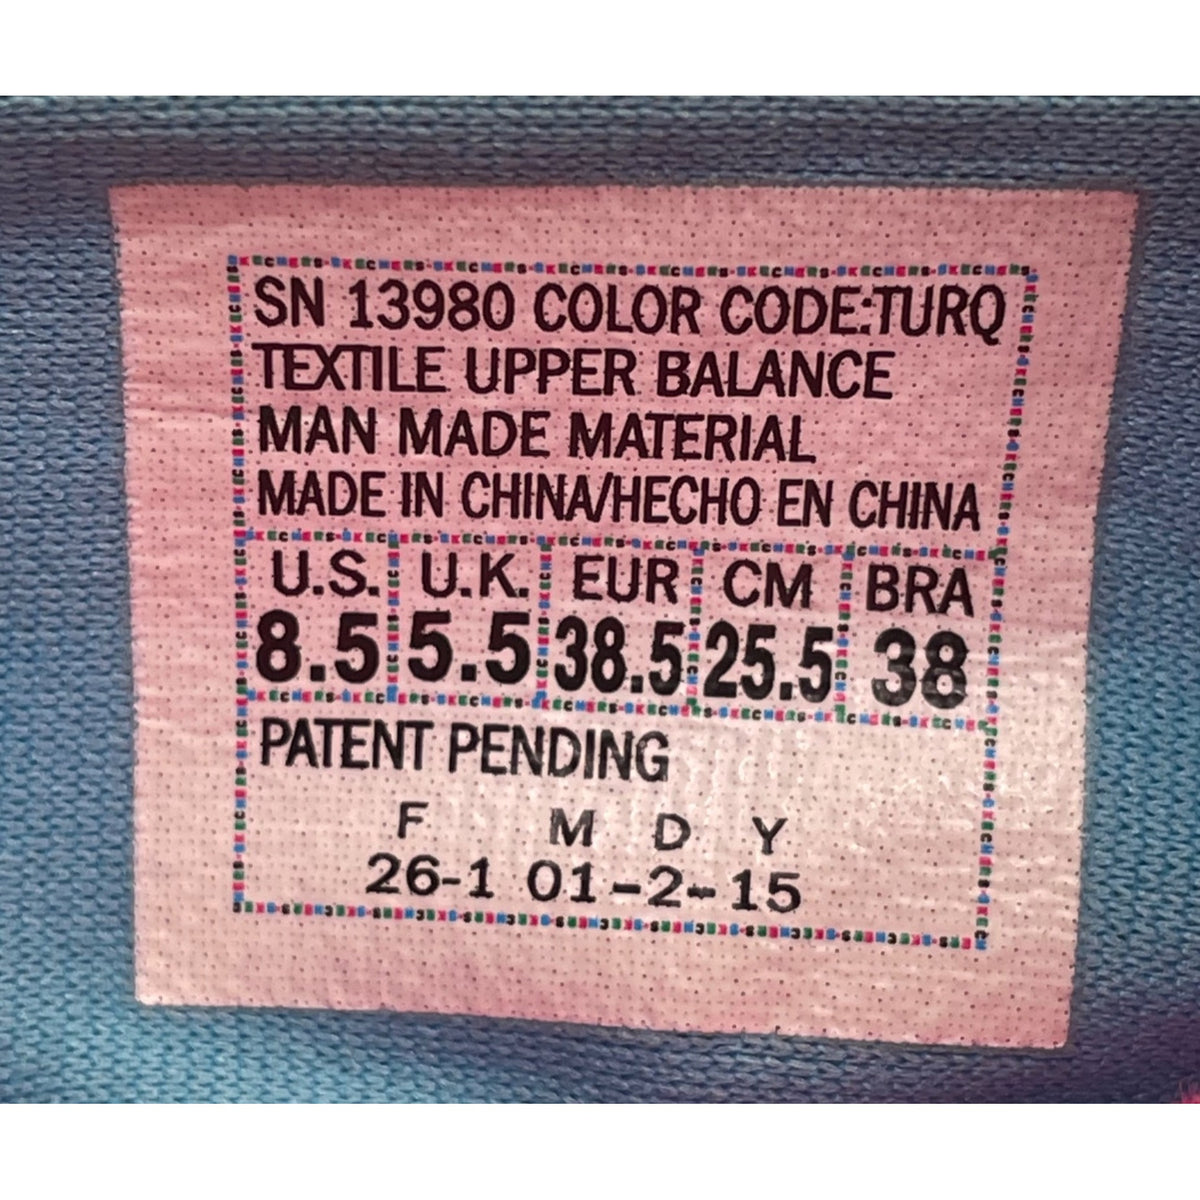 SN 13980 COLOR CODE:TURQ
TEXTILE UPPER BALANCE
MAN MADE MATERIAL
MADE IN CHINA/HECHO EN CHINA
U.S. U.K. EUR CM BRA
8.5 5.5 38.5 25.5 38
PATENT PENDING
F M D Y
26-1 01-2-15